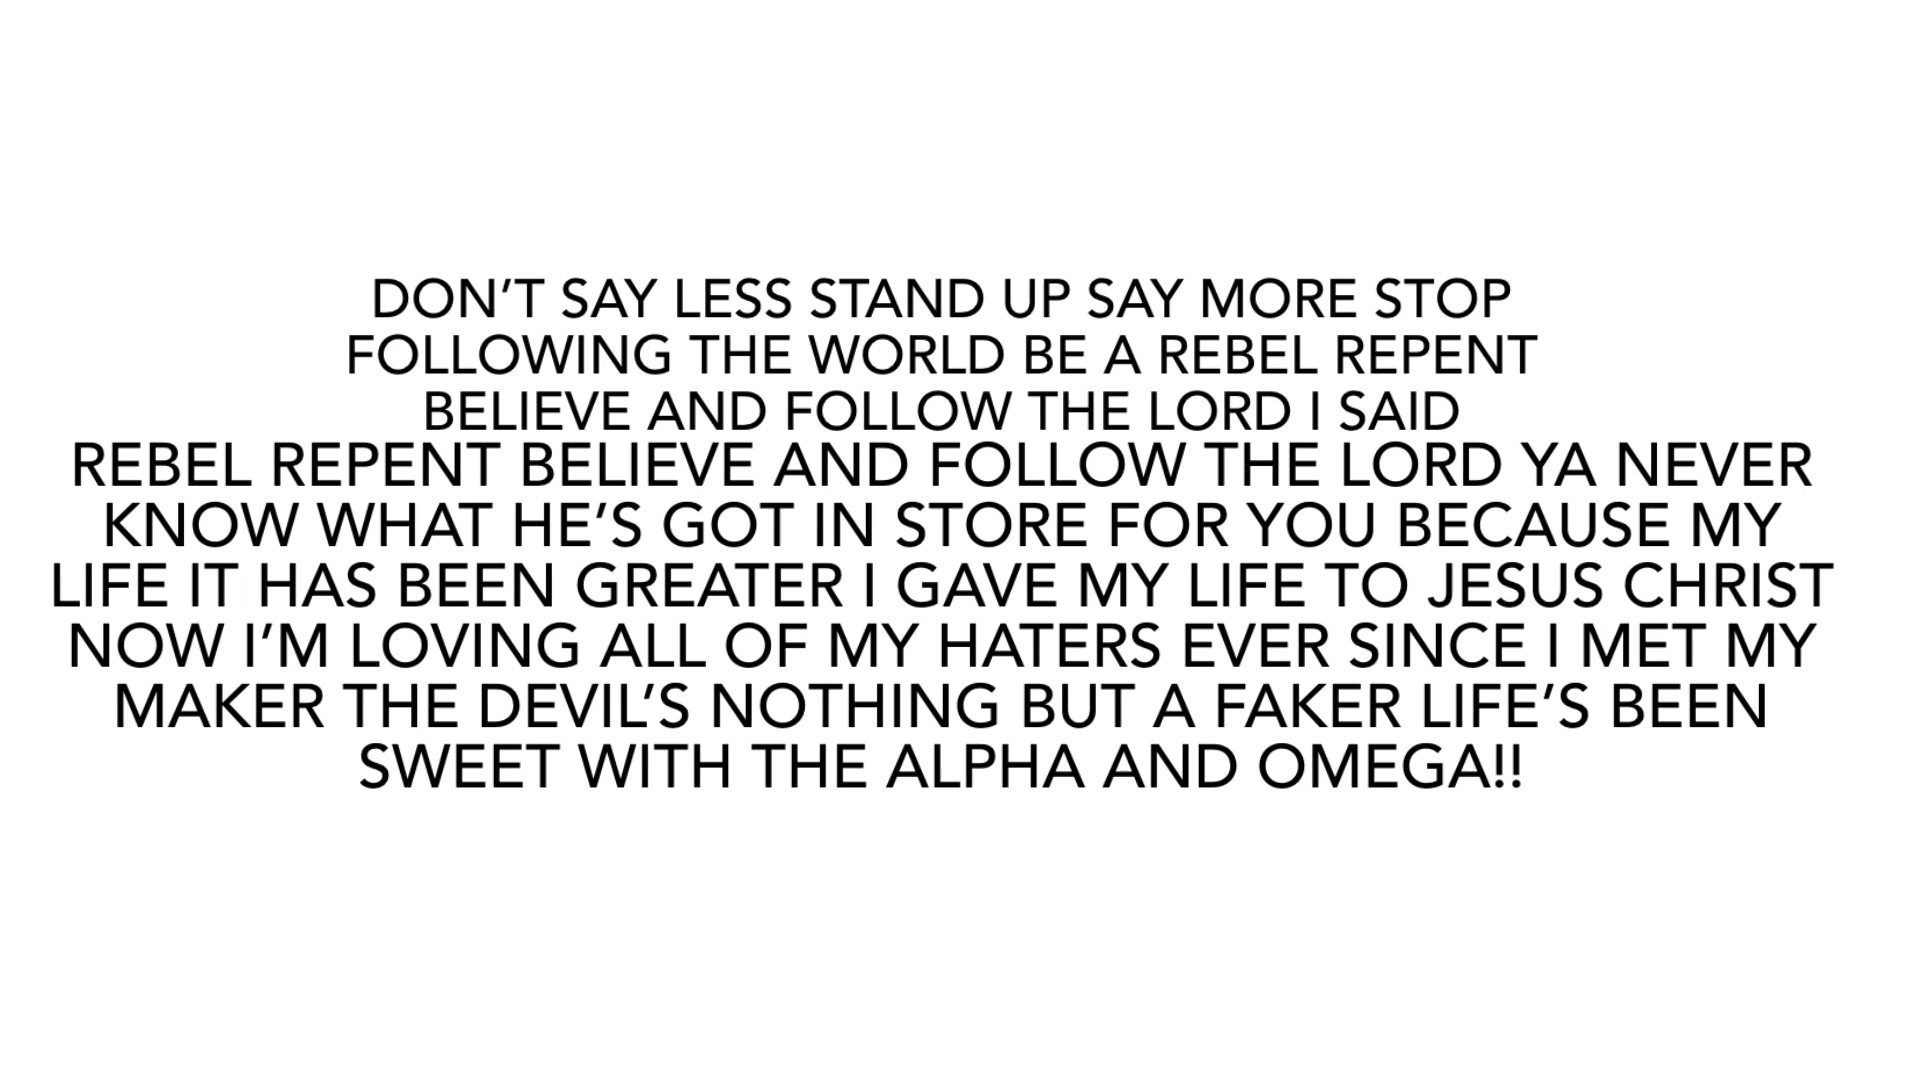 DON’T SAY LESS STAND UP SAY MORE STOP
FOLLOWING THE WORLD BE A REBEL REPENT
BELIEVE AND FOLLOW THE LORD I SAID
REBEL REPENT BELIEVE AND FOLLOW THE LORD YA NEVER
KNOW WHAT HE’S GOT IN STORE FOR YOU BECAUSE MY
LIFE IT HAS BEEN GREATER I GAVE MY LIFE TO JESUS CHRIST
NOW I’M LOVING ALL OF MY HATERS EVER SINCE I MET MY
MAKER THE DEVIL’S NOTHING BUT A FAKER LIFE’S BEEN
SWEET WITH THE ALPHA AND OMEGA!!